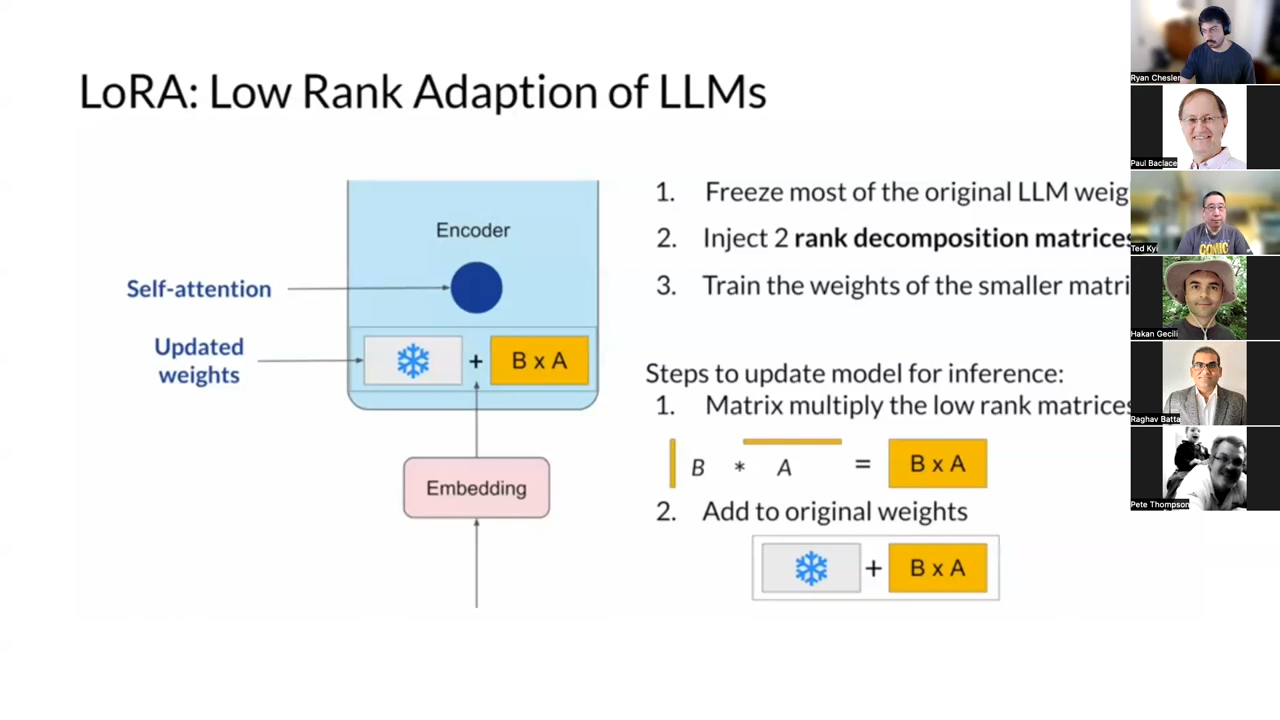 LoRA: Low Rank Adaption of LLMs
Encoder
Self-attention
Updated
weights
+
B x A
Embedding
1. Freeze most of the original LLM weig
2. Inject 2 rank decomposition matrices
3. Train the weights of the smaller matri
Steps to update model for inference:
1. Matrix multiply the low rank matrices
B * A = B x A
2. Add to original weights
+ B x A
Ryan Chesler
Paul Baclace
Ted Kyi
COMIC
Hakan Gecili
Raghav Batta
Pete Thompson